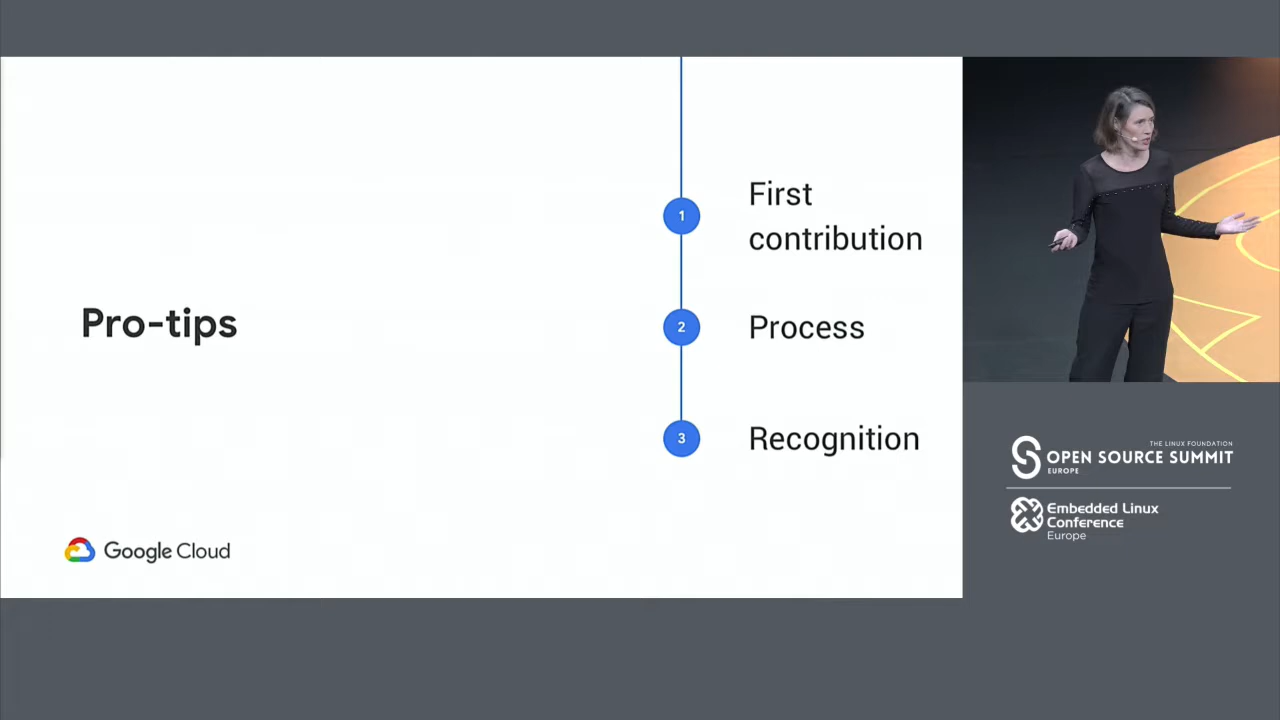 Pro-tips
1
First
contribution
2
Process
3
Recognition
Google Cloud
THE LINUX FOUNDATION
OPEN SOURCE SUMMIT
EUROPE
Embedded Linux
Conference
Europe